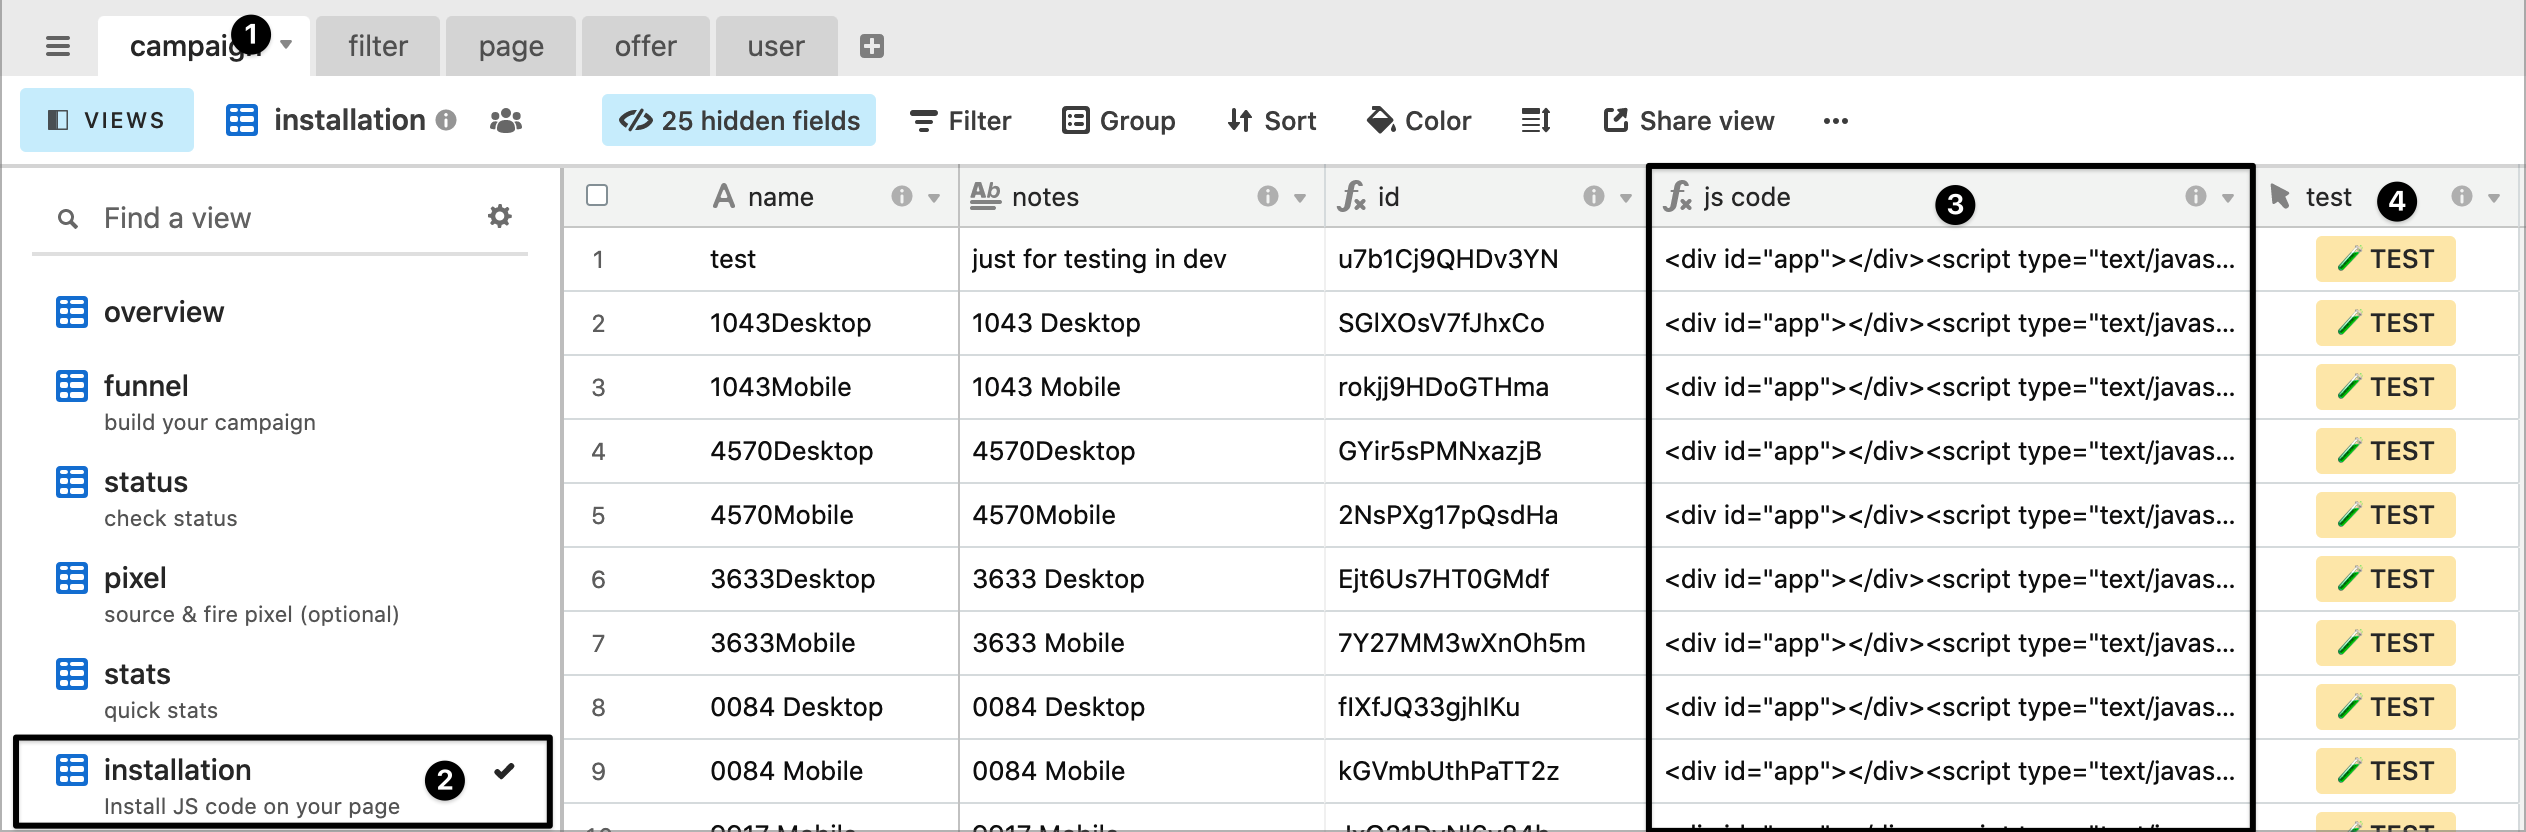 campaign 1 filter page offer user
VIEWS installation 25 hidden fields Filter Group Sort Color Share view ...
Find a view
overview
funnel
build your campaign
status
check status
pixel
source & fire pixel (optional)
stats
quick stats
installation 2
Install JS code on your page
name notes id js code 3 test 4
1 test just for testing in dev u7b1Cj9QHDv3YN <div id="app"></div><script type="text/javas... TEST
2 1043Desktop 1043 Desktop SGlXOsV7fJhxCo <div id="app"></div><script type="text/javas... TEST
3 1043Mobile 1043 Mobile rokjj9HDoGTHma <div id="app"></div><script type="text/javas... TEST
4 4570Desktop 4570Desktop GYir5sPMNxazjB <div id="app"></div><script type="text/javas... TEST
5 4570Mobile 4570Mobile 2NsPXg17pQsdHa <div id="app"></div><script type="text/javas... TEST
6 3633Desktop 3633 Desktop Ejt6Us7HT0GMdf <div id="app"></div><script type="text/javas... TEST
7 3633Mobile 3633 Mobile 7Y27MM3wXnOh5m <div id="app"></div><script type="text/javas... TEST
8 0084 Desktop 0084 Desktop flXfJQ33gjhlKu <div id="app"></div><script type="text/javas... TEST
9 0084 Mobile 0084 Mobile kGVmbUthPaTT2z <div id="app"></div><script type="text/javas... TEST